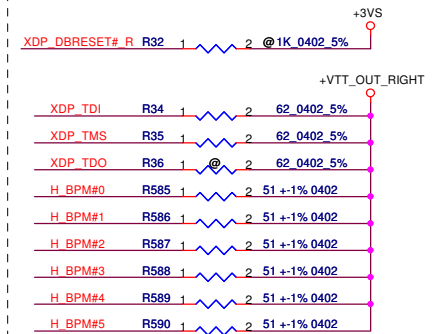 +3VS
XDP_DBRESET#_R R32 1 2 @ 1K_0402_5%
+VTT_OUT_RIGHT
XDP_TDI R34 1 2 62_0402_5%
XDP_TMS R35 1 2 62_0402_5%
XDP_TDO R36 1 @ 2 62_0402_5%
H_BPM#0 R585 1 2 51 +-1% 0402
H_BPM#1 R586 1 2 51 +-1% 0402
H_BPM#2 R587 1 2 51 +-1% 0402
H_BPM#3 R588 1 2 51 +-1% 0402
H_BPM#4 R589 1 2 51 +-1% 0402
H_BPM#5 R590 1 2 51 +-1% 0402